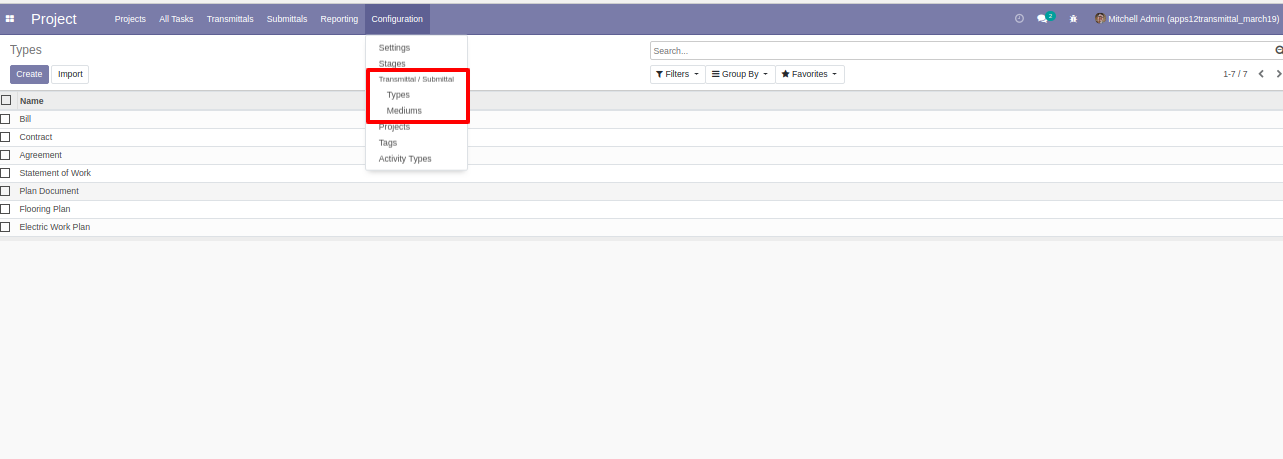 Project Projects All Tasks Transmittals Submittals Reporting Configuration 2 Mitchell Admin (apps12transmittal_march19)
Types
Search...
Create Import
Filters Group By Favorites 1-7 / 7
Settings
Stages
Transmittal / Submittal
Types
Mediums
Projects
Tags
Activity Types
Name
Bill
Contract
Agreement
Statement of Work
Plan Document
Flooring Plan
Electric Work Plan